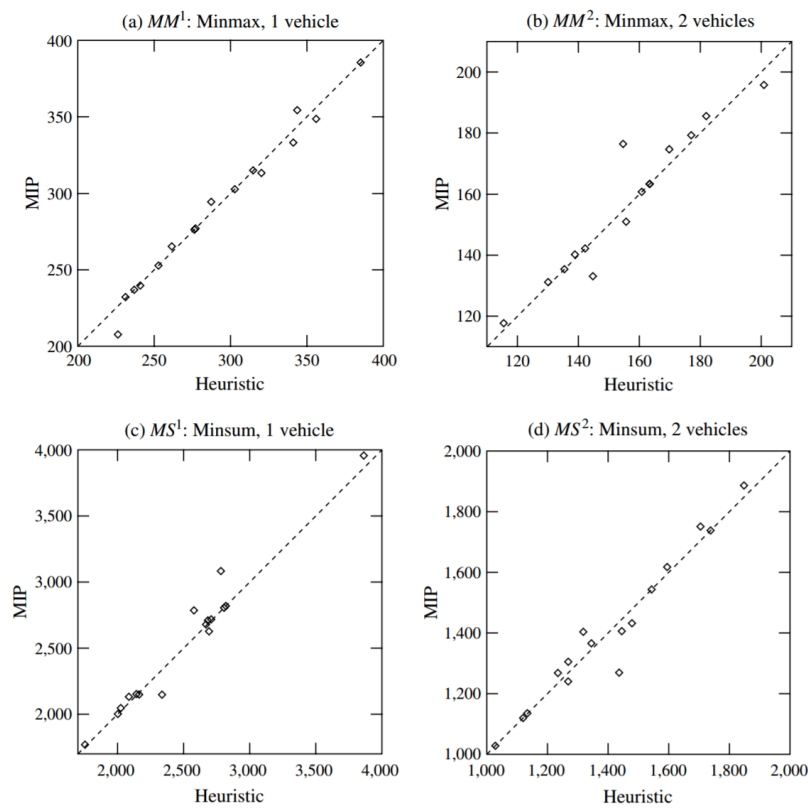 (a) MM¹: Minmax, 1 vehicle
400
350
300
250
200
MIP
200 250 300 350 400
Heuristic
(b) MM²: Minmax, 2 vehicles
200
180
160
140
120
MIP
120 140 160 180 200
Heuristic
(c) MS¹: Minsum, 1 vehicle
4,000
3,500
3,000
2,500
2,000
MIP
2,000 2,500 3,000 3,500 4,000
Heuristic
(d) MS²: Minsum, 2 vehicles
2,000
1,800
1,600
1,400
1,200
1,000
MIP
1,000 1,200 1,400 1,600 1,800 2,000
Heuristic